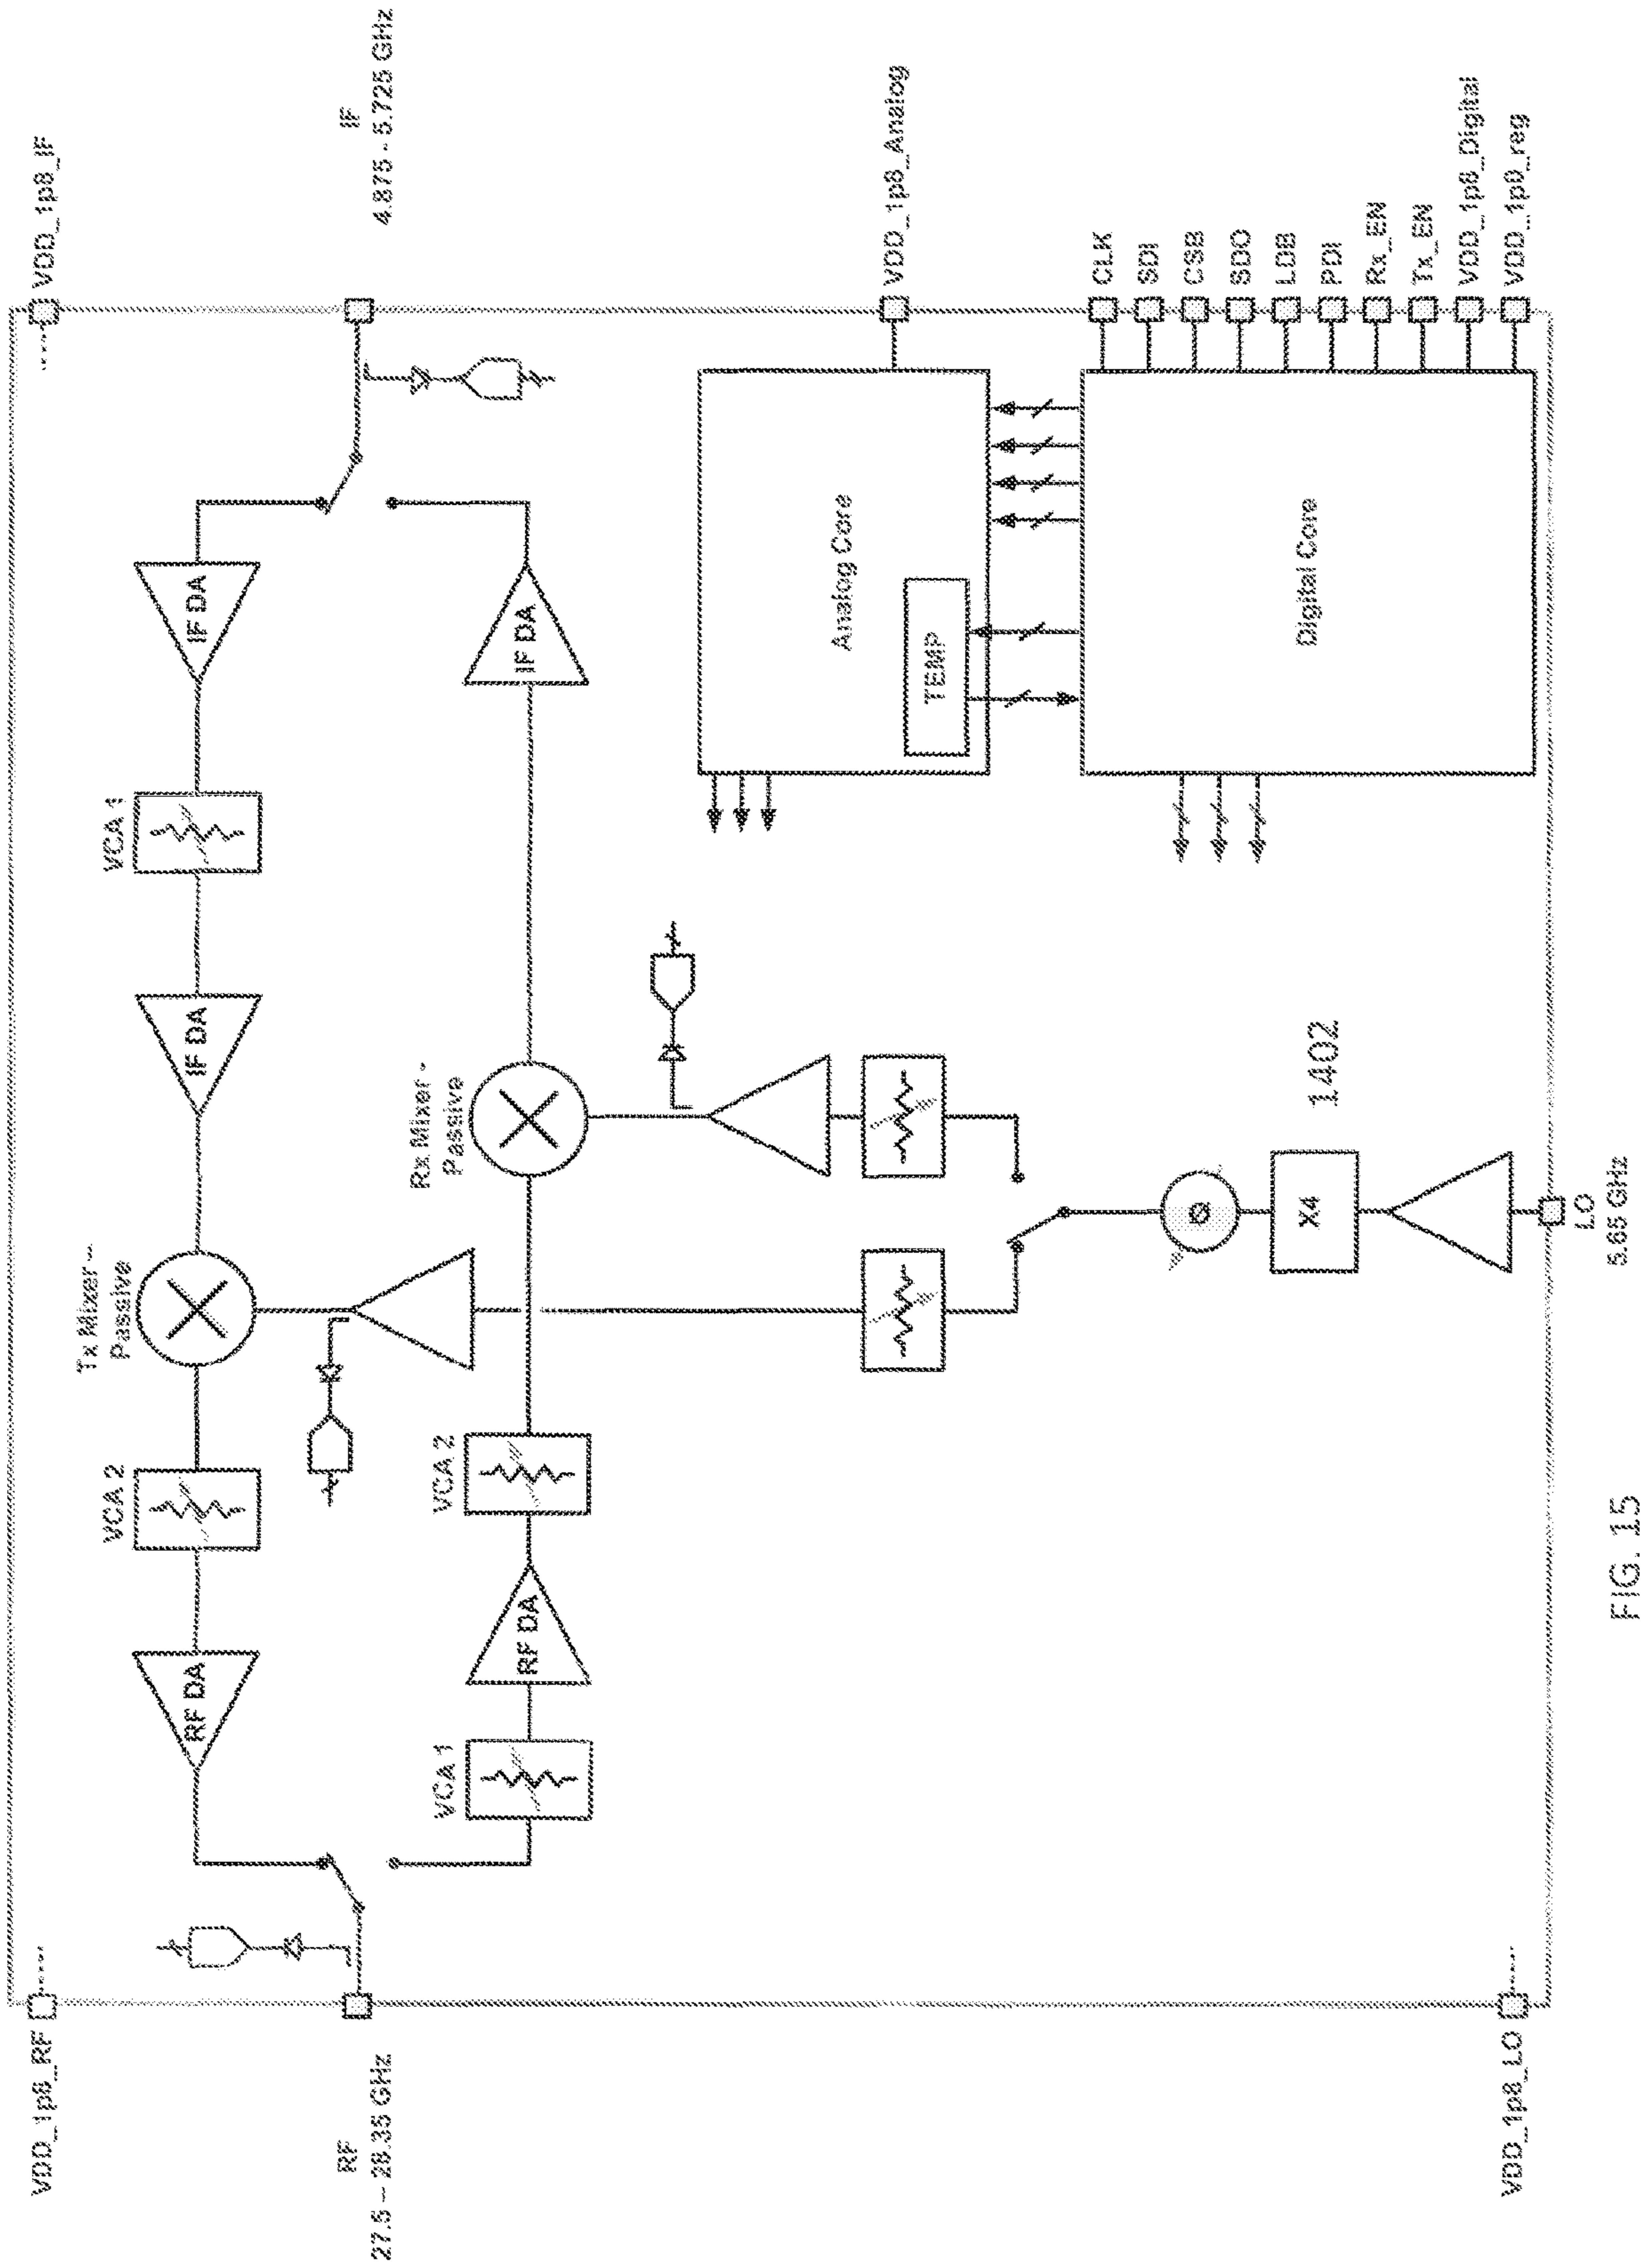 VDD_1p8_RF
VDD_1p8_IF
RF
27.5 – 28.35 GHz
IF
4.875 - 5.725 GHz
RF DA
VCA 2
Tx Mixer –
Passive
IF DA
VCA 1
IF DA
VCA 1
RF DA
VCA 2
Rx Mixer -
Passive
IF DA
Analog Core
TEMP
VDD_1p8_Analog
Digital Core
CLK
SDI
CSB
SDO
LDB
PDI
Rx_EN
Tx_EN
VDD_1p8_Digital
VDD_1p8_reg
Ø
X4
1402
VDD_1p8_LO
LO
5.65 GHz
FIG. 15